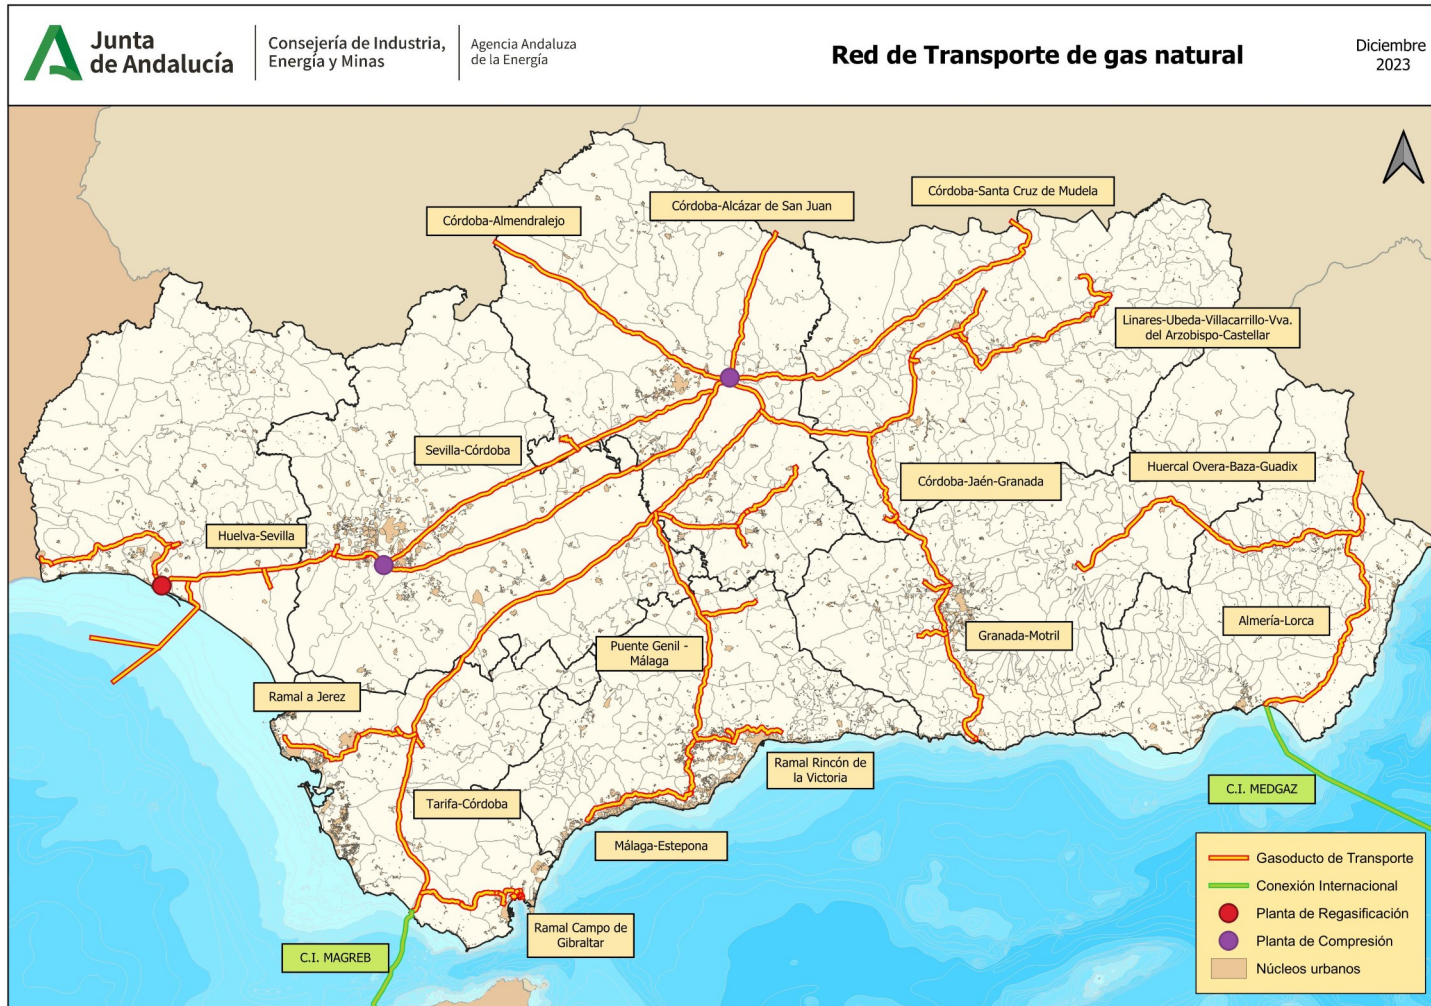 Junta
de Andalucía
Consejería de Industria,
Energía y Minas
Agencia Andaluza
de la Energía
Red de Transporte de gas natural
Diciembre
2023
Córdoba-Almendralejo
Córdoba-Alcázar de San Juan
Córdoba-Santa Cruz de Mudela
Linares-Ubeda-Villacarrillo-Vva.
del Arzobispo-Castellar
Sevilla-Córdoba
Córdoba-Jaén-Granada
Huercal Overa-Baza-Guadix
Huelva-Sevilla
Puente Genil -
Málaga
Granada-Motril
Almería-Lorca
Ramal a Jerez
Ramal Rincón de
la Victoria
Tarifa-Córdoba
Málaga-Estepona
C.I. MEDGAZ
Ramal Campo de
Gibraltar
C.I. MAGREB
Gasoducto de Transporte
Conexión Internacional
Planta de Regasificación
Planta de Compresión
Núcleos urbanos